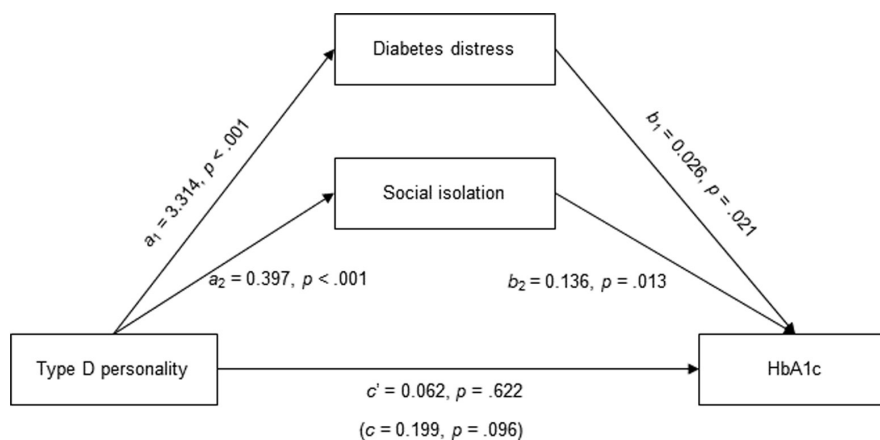 Diabetes distress
a1 = 3.314, p < .001
b1 = 0.026, p = .021
Social isolation
a2 = 0.397, p < .001
b2 = 0.136, p = .013
Type D personality
HbA1c
c' = 0.062, p = .622
(c = 0.199, p = .096)